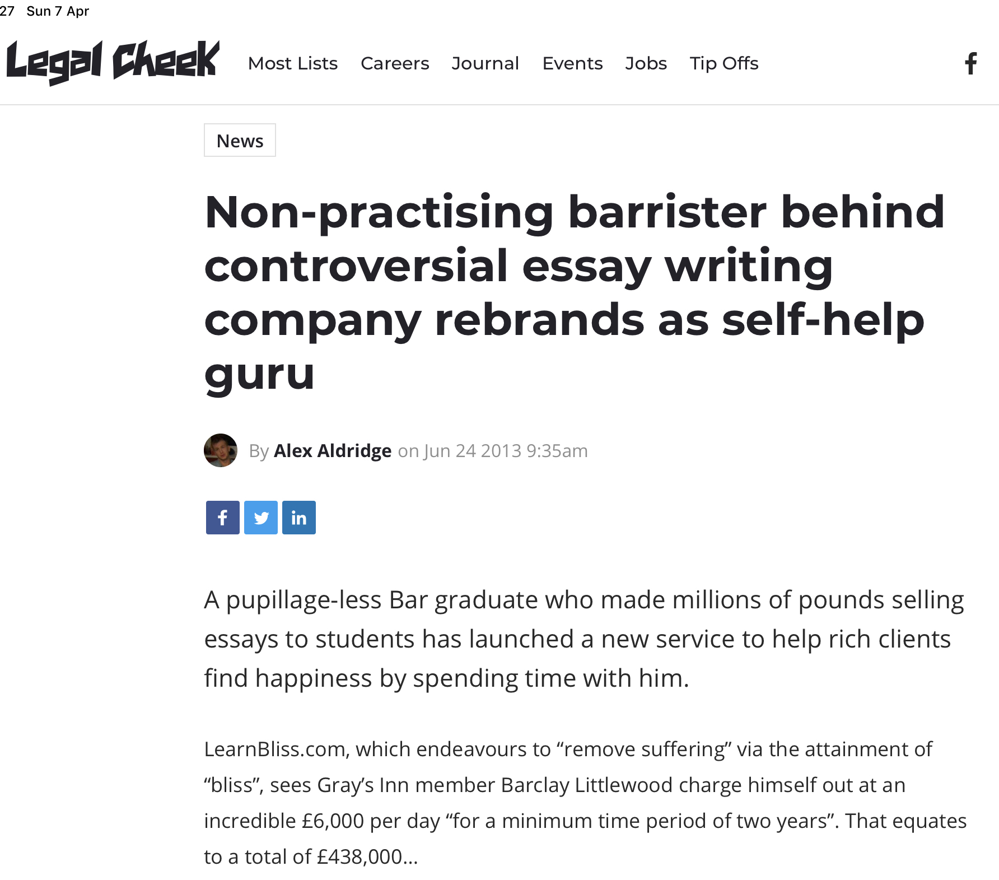 27 Sun 7 Apr
Legal Cheek
Most Lists Careers Journal Events Jobs Tip Offs
News
Non-practising barrister behind
controversial essay writing
company rebrands as self-help
guru
By Alex Aldridge on Jun 24 2013 9:35am
A pupillage-less Bar graduate who made millions of pounds selling
essays to students has launched a new service to help rich clients
find happiness by spending time with him.
LearnBliss.com, which endeavours to “remove suffering” via the attainment of
“bliss”, sees Gray’s Inn member Barclay Littlewood charge himself out at an
incredible £6,000 per day “for a minimum time period of two years”. That equates
to a total of £438,000…